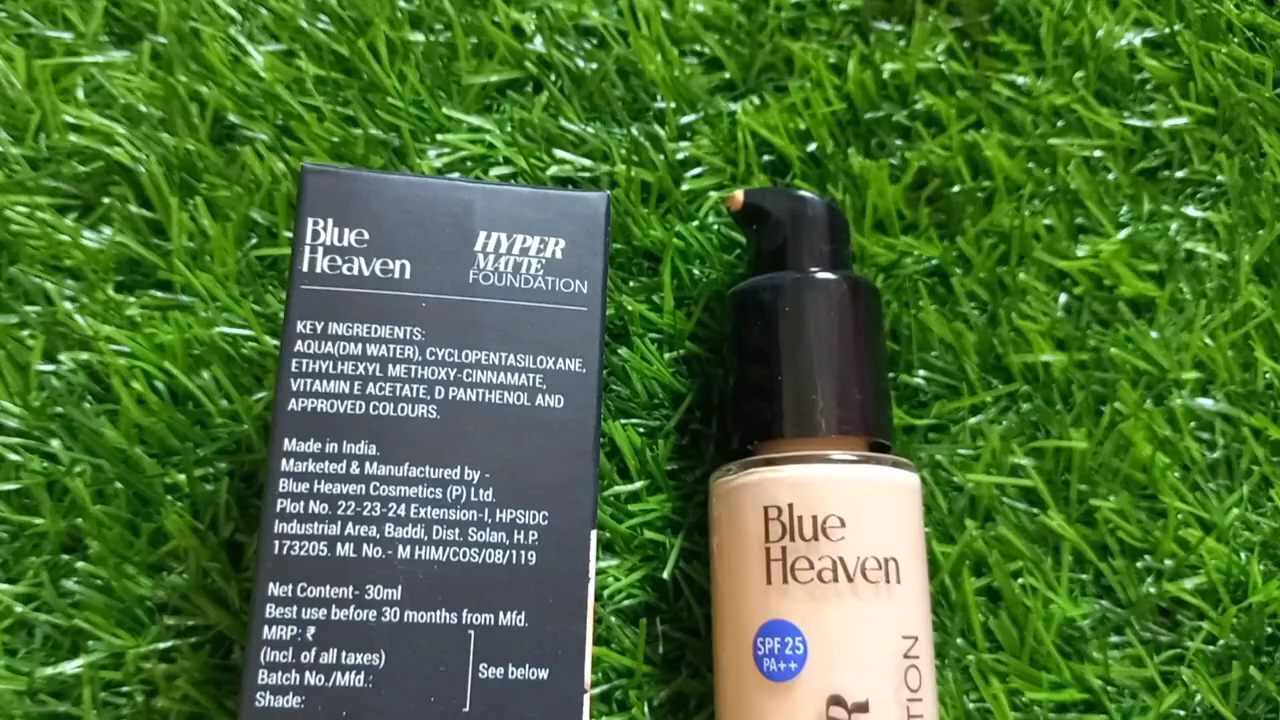 Blue
Heaven
HYPER
MATTE
FOUNDATION
KEY INGREDIENTS:
AQUA(DM WATER), CYCLOPENTASILOXANE,
ETHYLHEXYL METHOXY-CINNAMATE,
VITAMIN E ACETATE, D PANTHENOL AND
APPROVED COLOURS.
Made in India.
Marketed & Manufactured by -
Blue Heaven Cosmetics (P) Ltd.
Plot No. 22-23-24 Extension-I, HPSIDC
Industrial Area, Baddi, Dist. Solan, H.P.
173205. ML No.- M HIM/COS/08/119
Net Content- 30ml
Best use before 30 months from Mfd.
MRP: ₹
(Incl. of all taxes)
Batch No./Mfd.:
Shade:
See below
Blue
Heaven
SPF 25
PA++